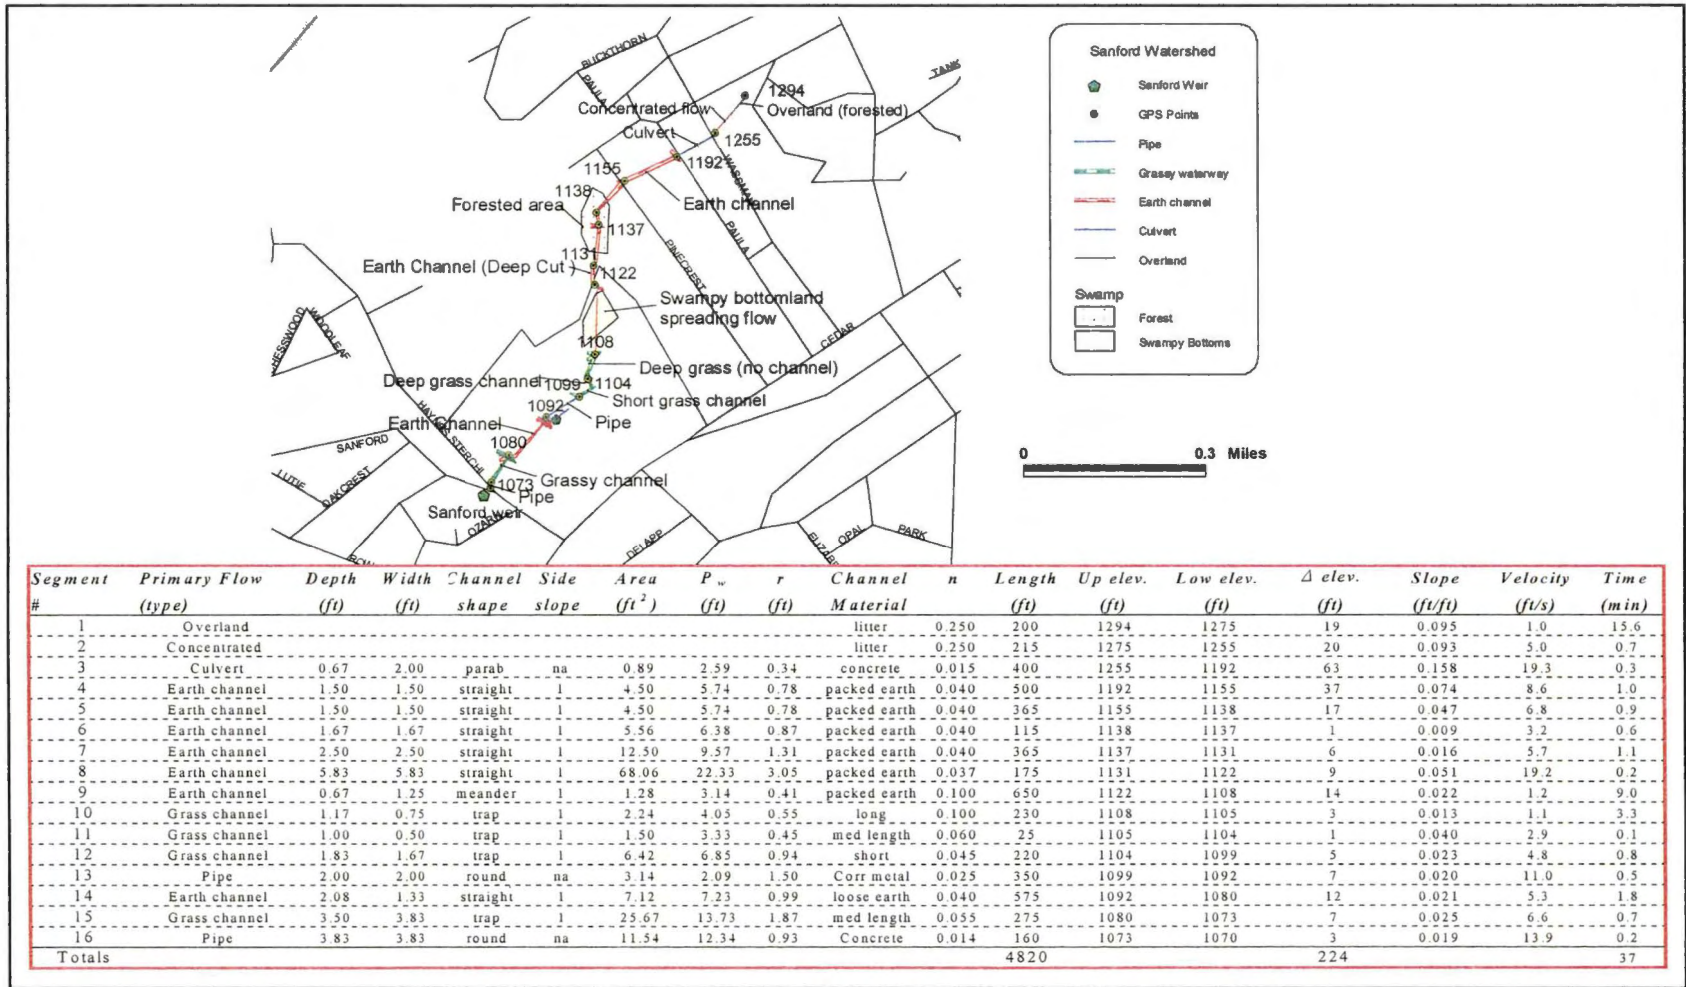 BUCKTHORN
PAULA
TANK
1294
Concentrated flow
Overland (forested)
Culvert
1255
1192
WASSMAN
1155
1138
Forested area
Earth channel
1137
PAULA
PINECREST
1131
Earth Channel (Deep Cut )
1122
Swampy bottomland
spreading flow
CEDAR
CHESSWOOD
WOODLEAF
1108
Deep grass (no channel)
Deep grass channel
1099
1104
Short grass channel
1092
Pipe
Earth Channel
HAYNES STERCHI
SANFORD
1080
LUTIE
OAKCREST
Grassy channel
1073
Pipe
Sanford weir
OZARK
DELAPP
OPAL
PARK
Sanford Watershed
Sanford Weir
GPS Points
Pipe
Grassy waterway
Earth channel
Culvert
Overland
Swamp
Forest
Swampy Bottoms
0 0.3 Miles
Segment Primary Flow Depth Width Channel Side Area P w r Channel n Length Up elev. Low elev. Δ elev. Slope Velocity Time
# (type) (ft) (ft) shape slope (ft 2 ) (ft) (ft) Material (ft) (ft) (ft) (ft) (ft/ft) (ft/s) (min)
1 Overland litter 0.250 200 1294 1275 19 0.095 1.0 15.6
2 Concentrated litter 0.250 215 1275 1255 20 0.093 5.0 0.7
3 Culvert 0.67 2.00 parab na 0.89 2.59 0.34 concrete 0.015 400 1255 1192 63 0.158 19.3 0.3
4 Earth channel 1.50 1.50 straight 1 4.50 5.74 0.78 packed earth 0.040 500 1192 1155 37 0.074 8.6 1.0
5 Earth channel 1.50 1.50 straight 1 4.50 5.74 0.78 packed earth 0.040 365 1155 1138 17 0.047 6.8 0.9
6 Earth channel 1.67 1.67 straight 1 5.56 6.38 0.87 packed earth 0.040 115 1138 1137 1 0.009 3.2 0.6
7 Earth channel 2.50 2.50 straight 1 12.50 9.57 1.31 packed earth 0.040 365 1137 1131 6 0.016 5.7 1.1
8 Earth channel 5.83 5.83 straight 1 68.06 22.33 3.05 packed earth 0.037 175 1131 1122 9 0.051 19.2 0.2
9 Earth channel 0.67 1.25 meander 1 1.28 3.14 0.41 packed earth 0.100 650 1122 1108 14 0.022 1.2 9.0
10 Grass channel 1.17 0.75 trap 1 2.24 4.05 0.55 long 0.100 230 1108 1105 3 0.013 1.1 3.3
11 Grass channel 1.00 0.50 trap 1 1.50 3.33 0.45 med length 0.060 25 1105 1104 1 0.040 2.9 0.1
12 Grass channel 1.83 1.67 trap 1 6.42 6.85 0.94 short 0.045 220 1104 1099 5 0.023 4.8 0.8
13 Pipe 2.00 2.00 round na 3.14 2.09 1.50 Corr metal 0.025 350 1099 1092 7 0.020 11.0 0.5
14 Earth channel 2.08 1.33 straight 1 7.12 7.23 0.99 loose earth 0.040 575 1092 1080 12 0.021 5.3 1.8
15 Grass channel 3.50 3.83 trap 1 25.67 13.73 1.87 med length 0.055 275 1080 1073 7 0.025 6.6 0.7
16 Pipe 3.83 3.83 round na 11.54 12.34 0.93 Concrete 0.014 160 1073 1070 3 0.019 13.9 0.2
Totals 4820 224 37